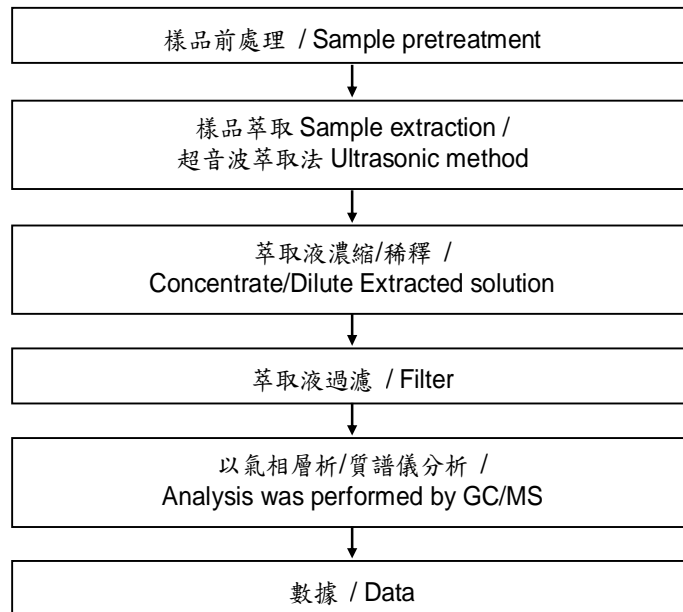 樣品前處理 / Sample pretreatment
樣品萃取 Sample extraction /
超音波萃取法 Ultrasonic method
萃取液濃縮/稀釋 /
Concentrate/Dilute Extracted solution
萃取液過濾 / Filter
以氣相層析/質譜儀分析 /
Analysis was performed by GC/MS
數據 / Data